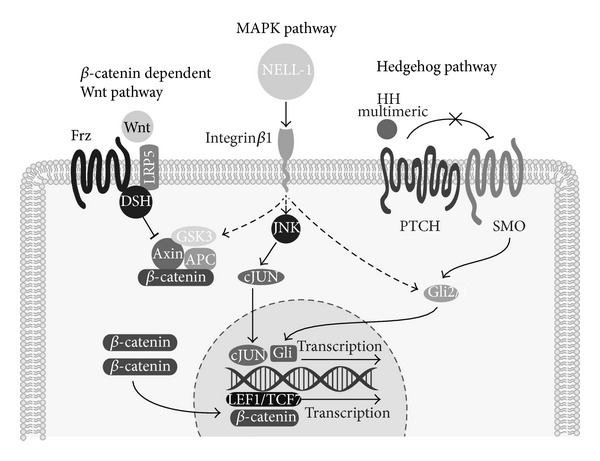 MAPK pathway
NELL-1
β-catenin dependent
Wnt pathway
Hedgehog pathway
HH
multimeric
Wnt
Frz
LRP5
Integrinβ1
DSH
PTCH
SMO
JNK
GSK3
Axin
APC
β-catenin
cJUN
Gli2/
β-catenin
β-catenin
cJUN
Gli
Transcription
LEF1/TCF7
β-catenin
Transcription